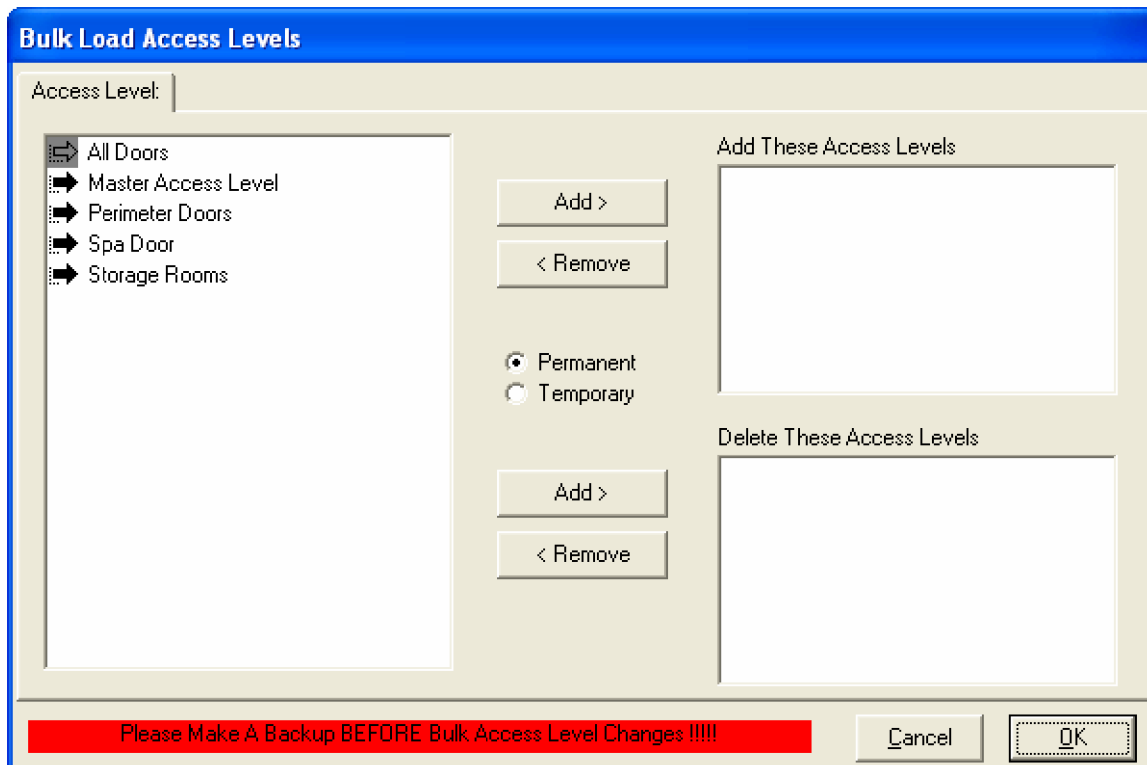 Bulk Load Access Levels
Access Level:
All Doors
Master Access Level
Perimeter Doors
Spa Door
Storage Rooms
Add >
< Remove
Permanent
Temporary
Add >
< Remove
Add These Access Levels
Delete These Access Levels
Please Make A Backup BEFORE Bulk Access Level Changes !!!!!
Cancel
OK